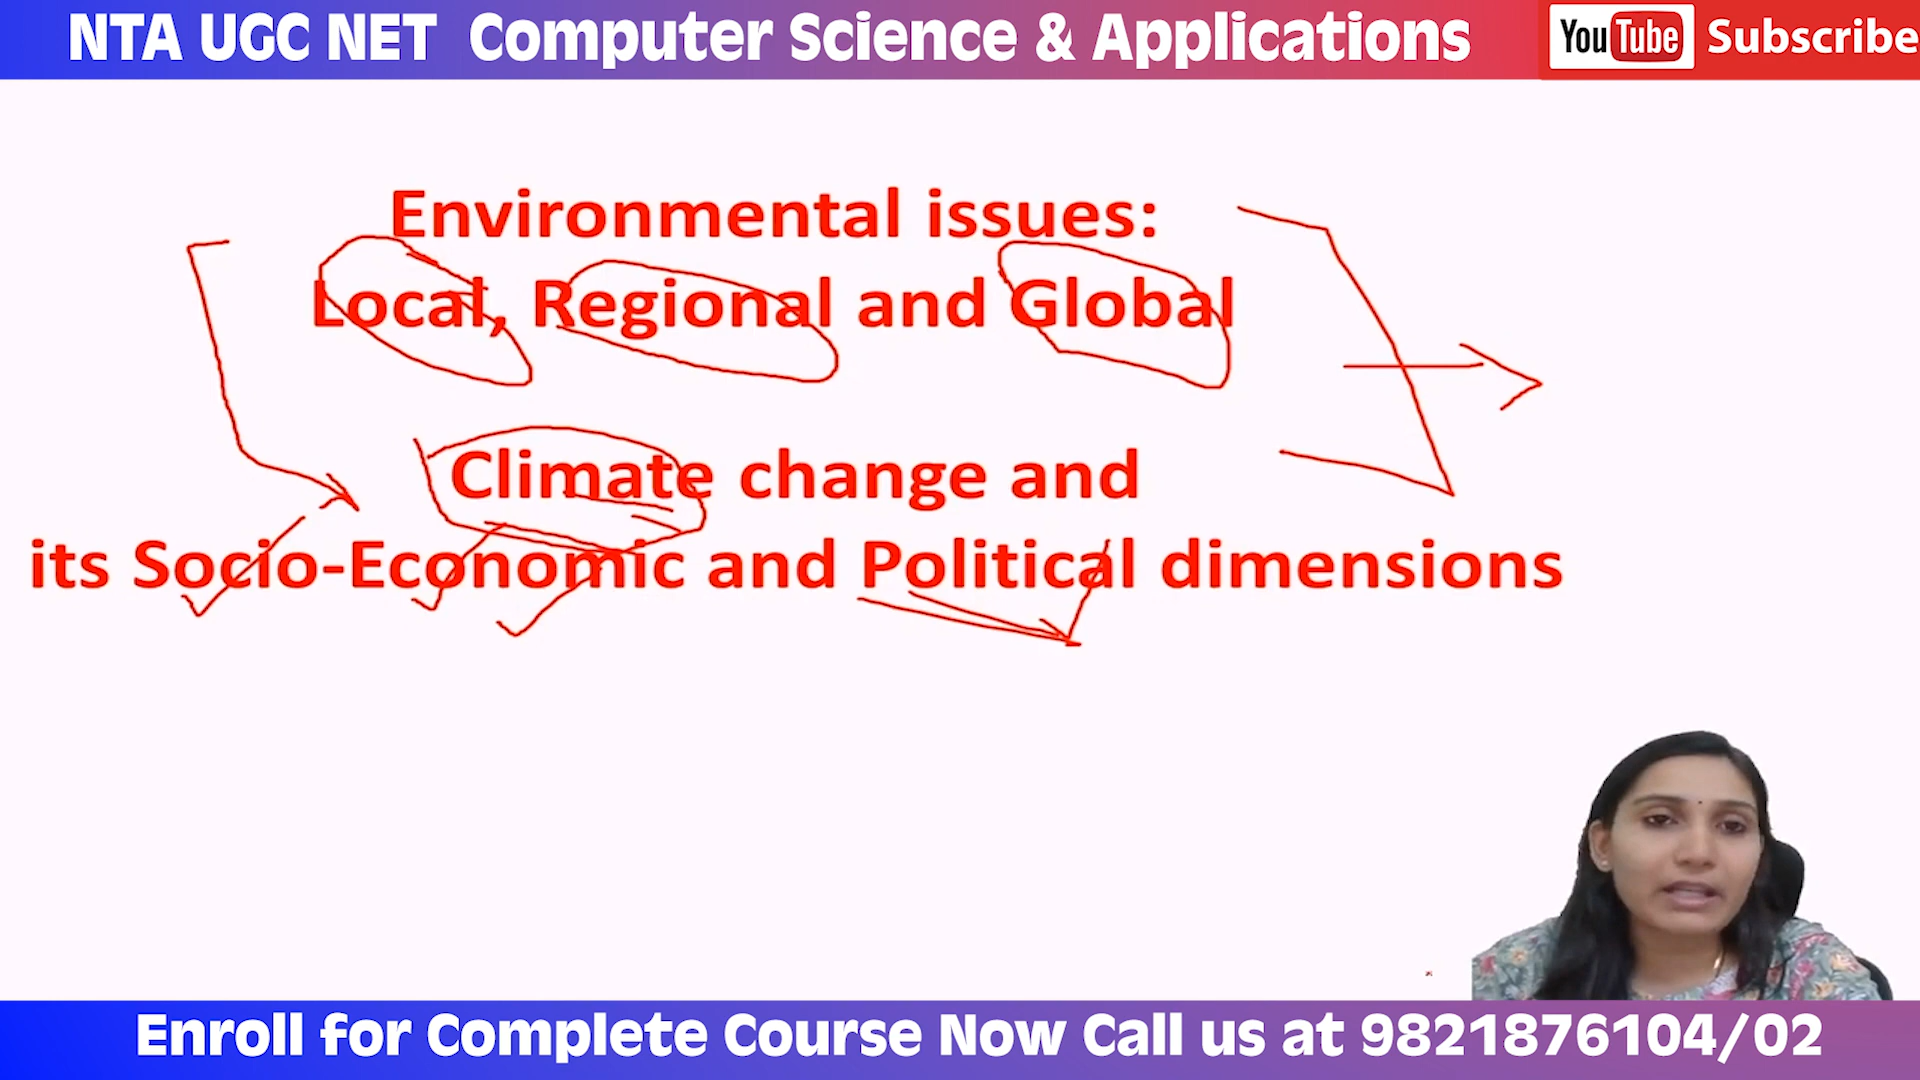 NTA UGC NET Computer Science & Applications
YouTube Subscribe
Environmental issues:
Local, Regional and Global
Climate change and
its Socio-Economic and Political dimensions
Enroll for Complete Course Now Call us at 9821876104/02